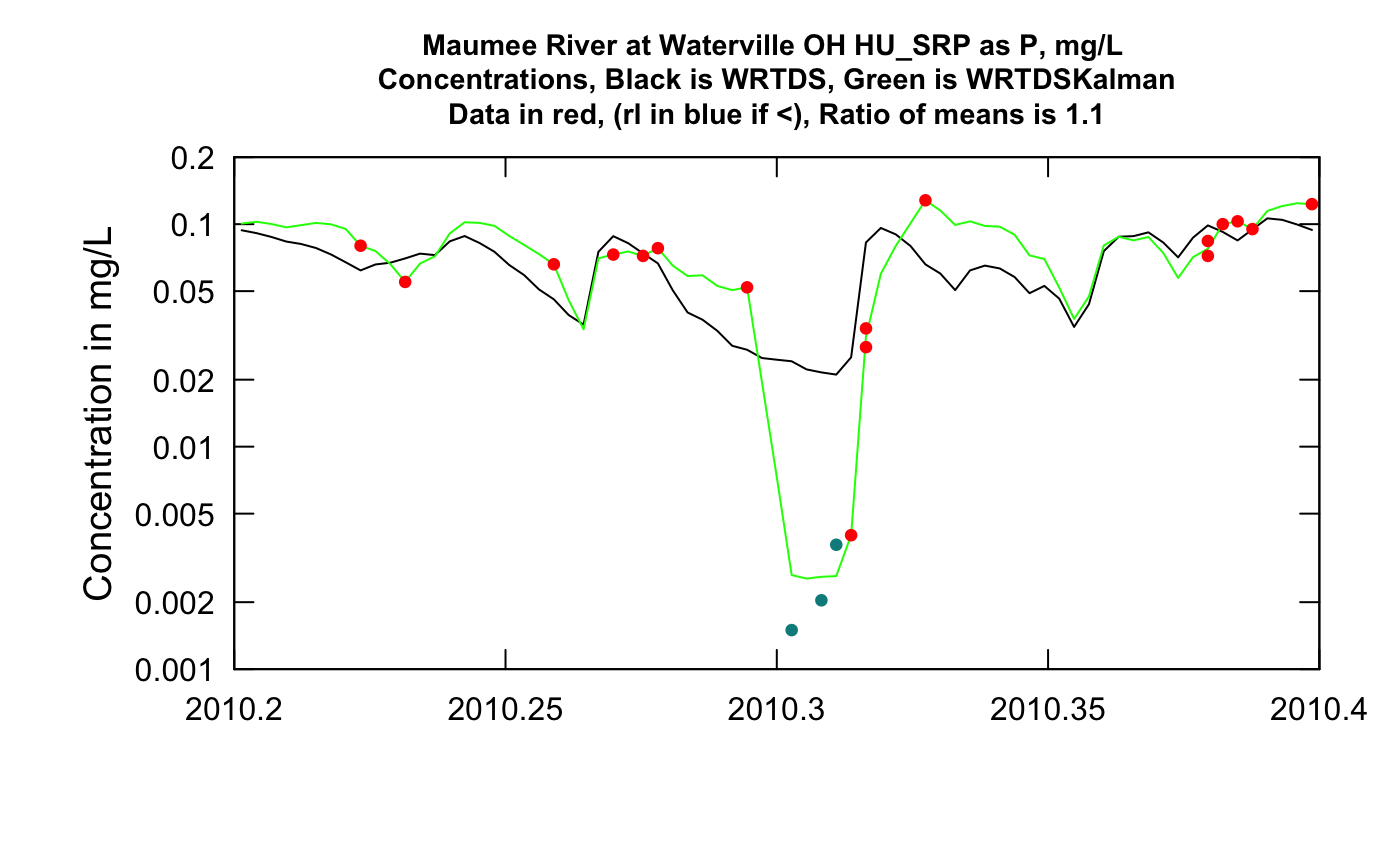 Maumee River at Waterville OH HU_SRP as P, mg/L
Concentrations, Black is WRTDS, Green is WRTDSKalman
Data in red, (rl in blue if <), Ratio of means is 1.1
Concentration in mg/L
0.2
0.1
0.05
0.02
0.01
0.005
0.002
0.001
2010.2 2010.25 2010.3 2010.35 2010.4